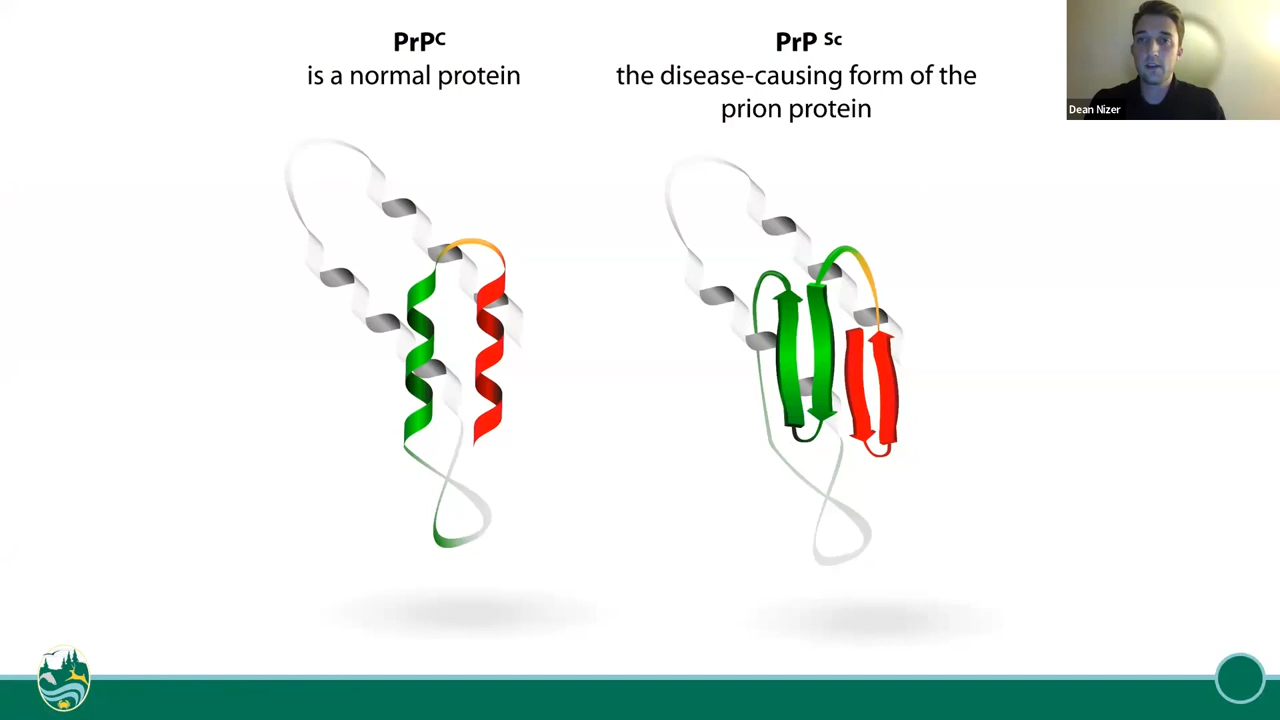 PrPC
is a normal protein
PrP Sc
the disease-causing form of the
prion protein
Dean Nizer